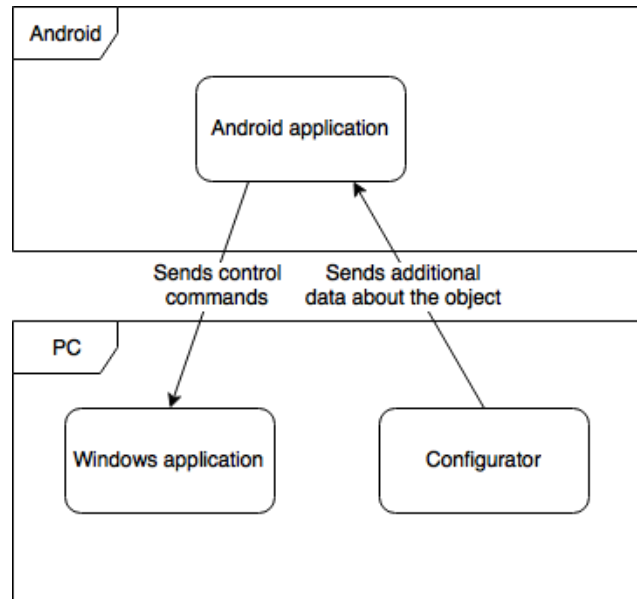 Android
Android application
Sends control
commands
Sends additional
data about the object
PC
Windows application
Configurator